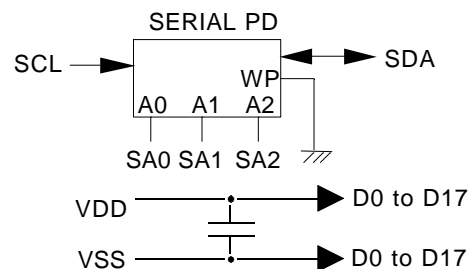 SERIAL PD
SCL
SDA
WP
A0 A1 A2
SA0 SA1 SA2
VDD D0 to D17
VSS D0 to D17